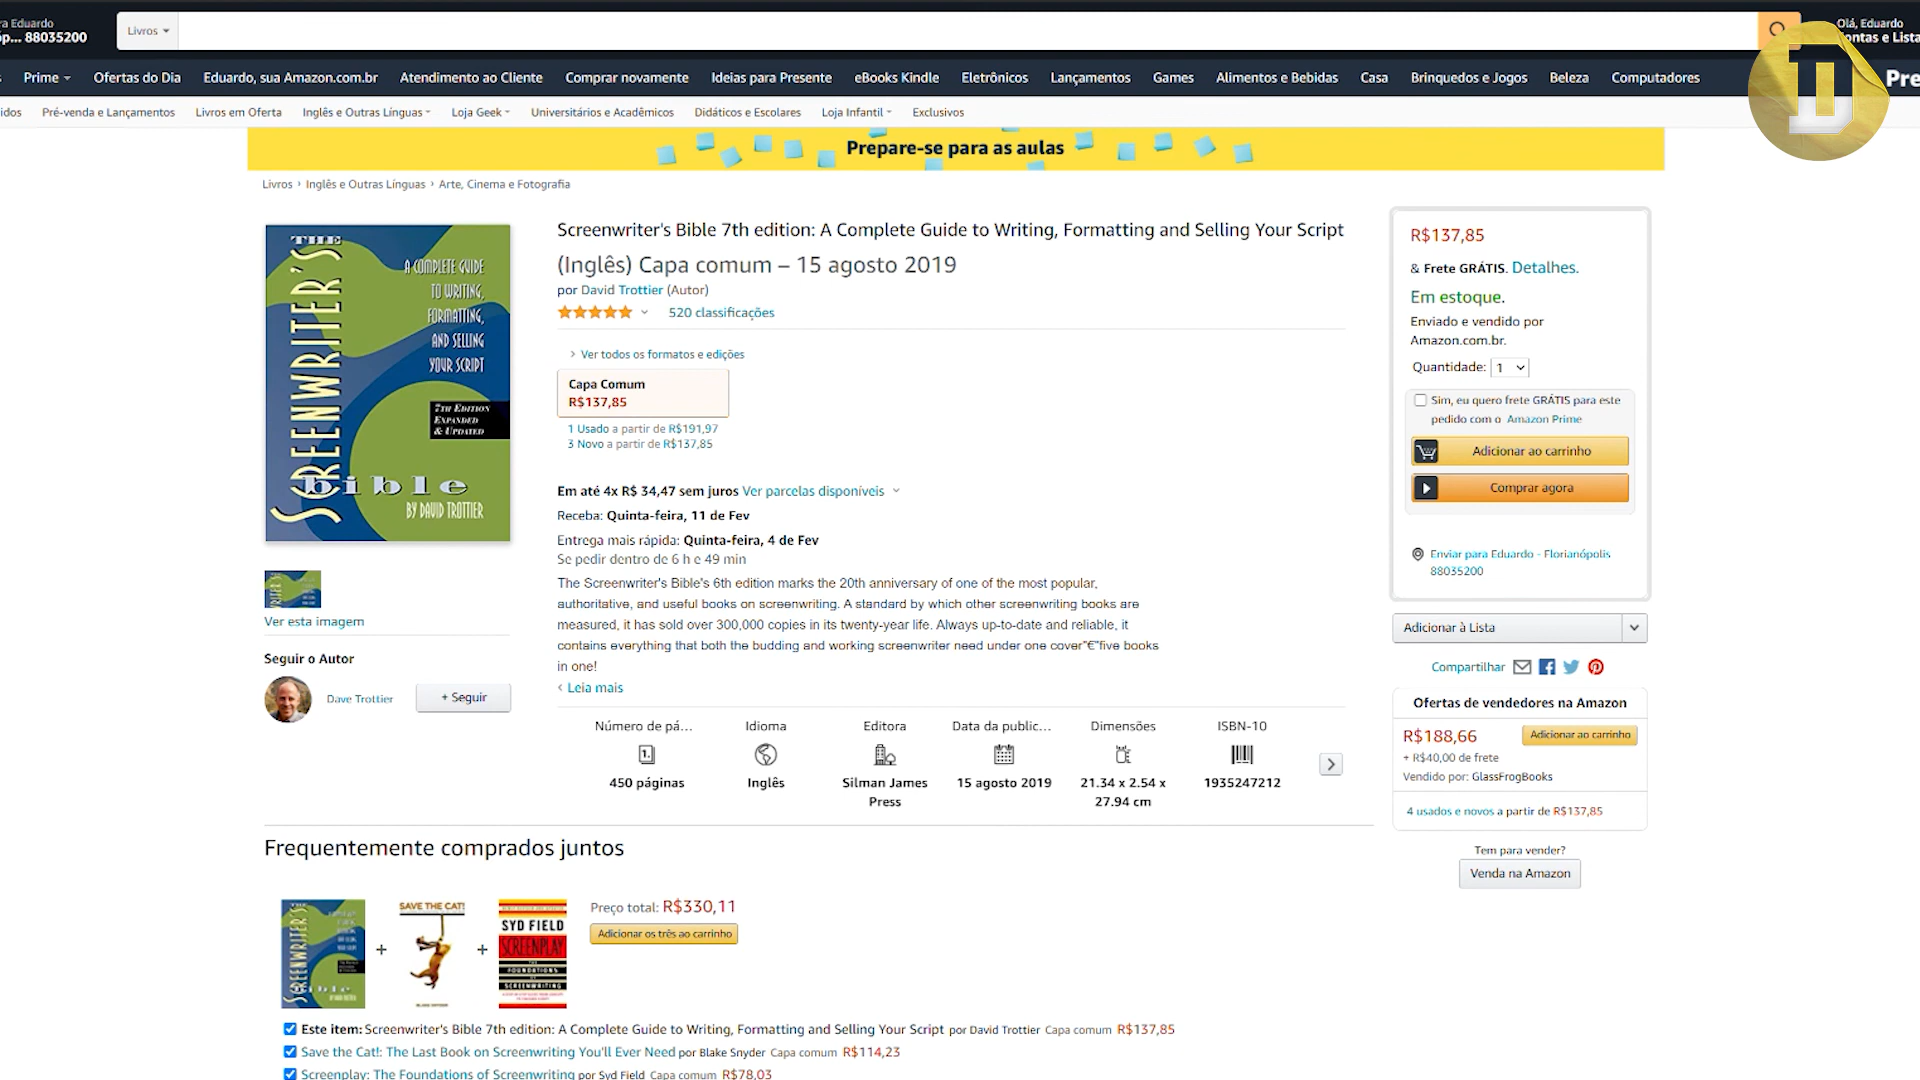 ra Eduardo
óp... 88035200
Livros
Olá, Eduardo
Contas e Lista
Prime
Ofertas do Dia
Eduardo, sua Amazon.com.br
Atendimento ao Cliente
Comprar novamente
Ideias para Presente
eBooks Kindle
Eletrônicos
Lançamentos
Games
Alimentos e Bebidas
Casa
Brinquedos e Jogos
Beleza
Computadores
Pre
idos
Pré-venda e Lançamentos
Livros em Oferta
Inglês e Outras Línguas
Loja Geek
Universitários e Acadêmicos
Didáticos e Escolares
Loja Infantil
Exclusivos
Prepare-se para as aulas
Livros › Inglês e Outras Línguas › Arte, Cinema e Fotografia
THE
SCREENWRITER'S
bible
A COMPLETE GUIDE
TO WRITING,
FORMATTING,
AND SELLING
YOUR SCRIPT
7TH EDITION
EXPANDED
& UPDATED
BY DAVID TROTTIER
Ver esta imagem
Seguir o Autor
Dave Trottier
+ Seguir
Screenwriter's Bible 7th edition: A Complete Guide to Writing, Formatting and Selling Your Script
(Inglês) Capa comum – 15 agosto 2019
por David Trottier (Autor)
520 classificações
› Ver todos os formatos e edições
Capa Comum
R$137,85
1 Usado a partir de R$191,97
3 Novo a partir de R$137,85
Em até 4x R$ 34,47 sem juros Ver parcelas disponíveis
Receba: Quinta-feira, 11 de Fev
Entrega mais rápida: Quinta-feira, 4 de Fev
Se pedir dentro de 6 h e 49 min
The Screenwriter's Bible's 6th edition marks the 20th anniversary of one of the most popular,
authoritative, and useful books on screenwriting. A standard by which other screenwriting books are
measured, it has sold over 300,000 copies in its twenty-year life. Always up-to-date and reliable, it
contains everything that both the budding and working screenwriter need under one cover"€"five books
in one!
‹ Leia mais
Número de pá...
450 páginas
Idioma
Inglês
Editora
Silman James
Press
Data da public...
15 agosto 2019
Dimensões
21.34 x 2.54 x
27.94 cm
ISBN-10
1935247212
R$137,85
& Frete GRÁTIS. Detalhes.
Em estoque.
Enviado e vendido por
Amazon.com.br.
Quantidade: 1
Sim, eu quero frete GRÁTIS para este
pedido com o Amazon Prime
Adicionar ao carrinho
Comprar agora
Enviar para Eduardo - Florianópolis
88035200
Adicionar à Lista
Compartilhar
Ofertas de vendedores na Amazon
R$188,66
Adicionar ao carrinho
+ R$40,00 de frete
Vendido por: GlassFrogBooks
4 usados e novos a partir de R$137,85
Tem para vender?
Venda na Amazon
Frequentemente comprados juntos
SAVE THE CAT!
BLAKE SNYDER
SYD FIELD
SCREENPLAY
THE
FOUNDATIONS
OF
SCREENWRITING
Preço total: R$330,11
Adicionar os três ao carrinho
Este item: Screenwriter's Bible 7th edition: A Complete Guide to Writing, Formatting and Selling Your Script por David Trottier Capa comum R$137,85
Save the Cat!: The Last Book on Screenwriting You'll Ever Need por Blake Snyder Capa comum R$114,23
Screenplay: The Foundations of Screenwriting por Syd Field Capa comum R$78,03